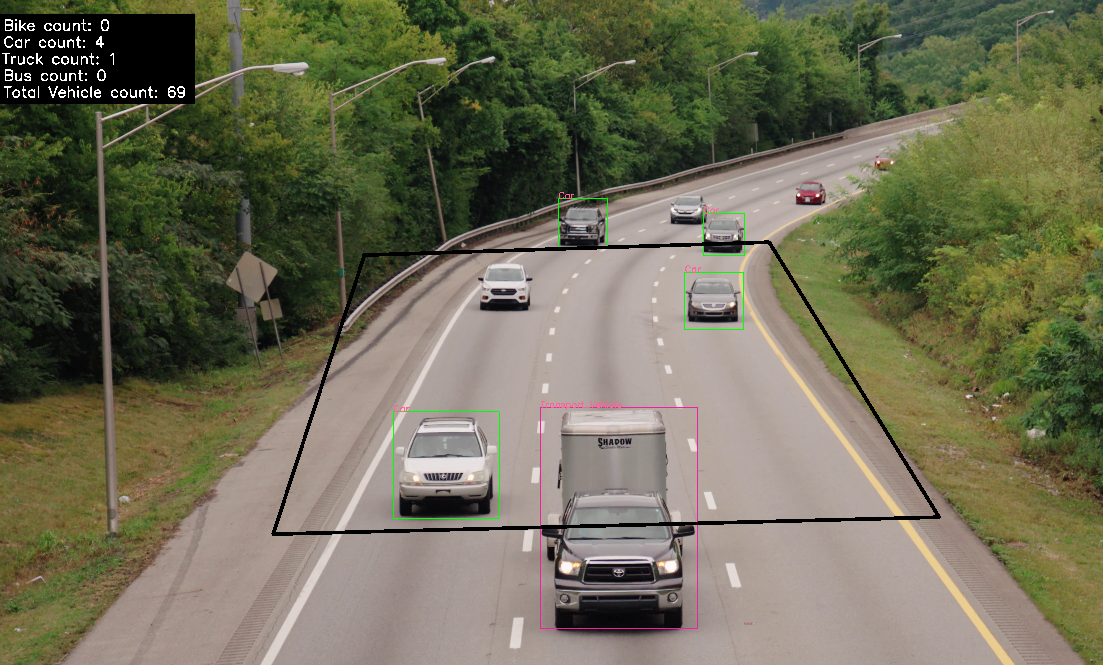 Bike count: 0
Car count: 4
Truck count: 1
Bus count: 0
Total Vehicle count: 69
Car
Car
Car
SHADOW